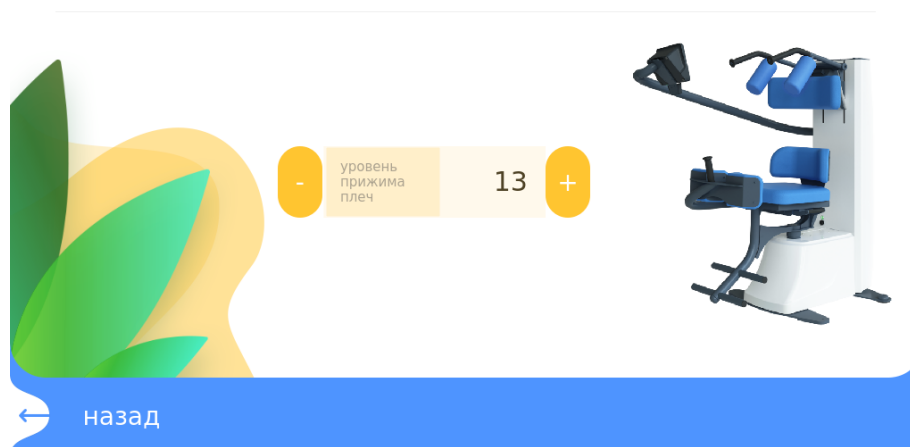 -
уровень
прижима
плеч
13
+
назад